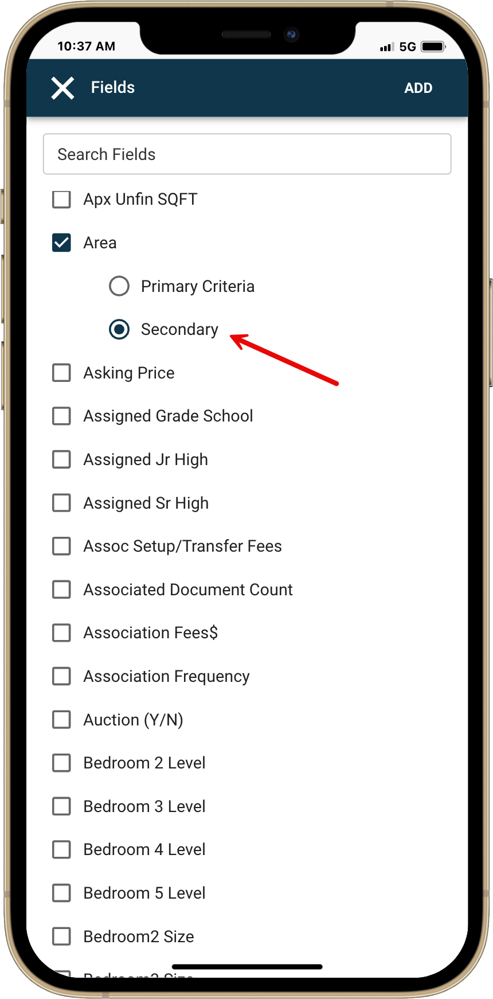 10:37 AM 5G
Fields ADD
Search Fields
Apx Unfin SQFT
Area
Primary Criteria
Secondary
Asking Price
Assigned Grade School
Assigned Jr High
Assigned Sr High
Assoc Setup/Transfer Fees
Associated Document Count
Association Fees$
Association Frequency
Auction (Y/N)
Bedroom 2 Level
Bedroom 3 Level
Bedroom 4 Level
Bedroom 5 Level
Bedroom2 Size